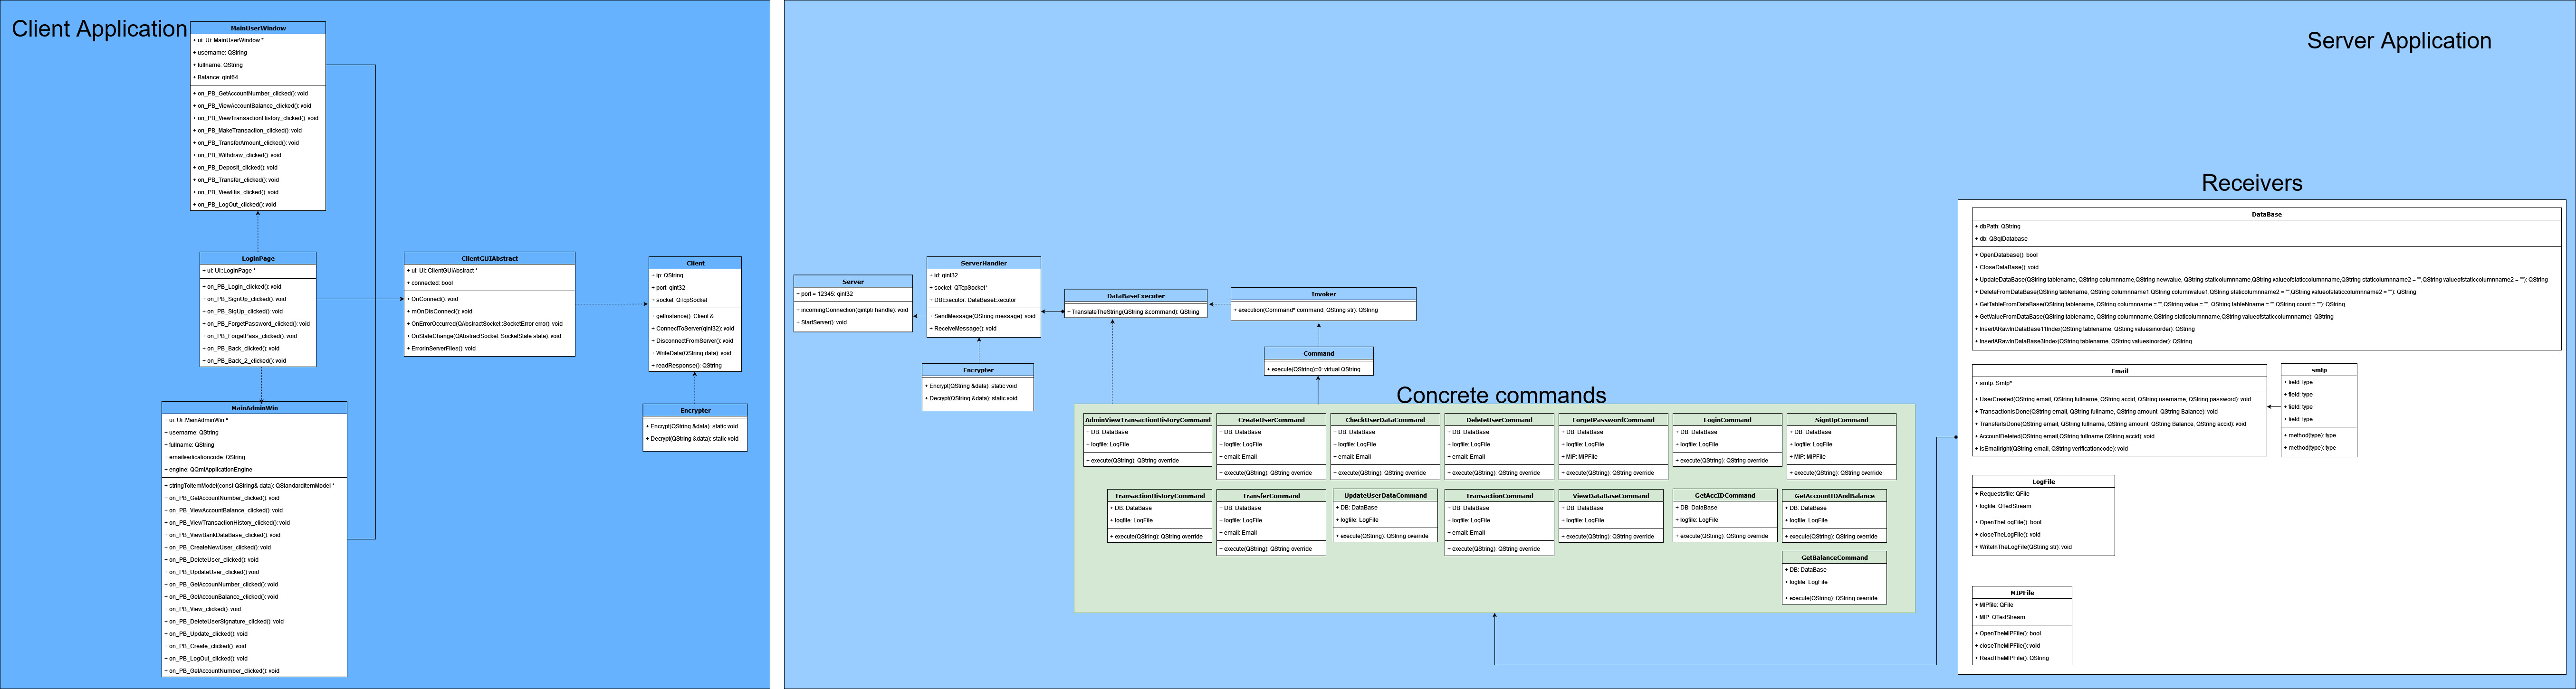 Client Application
MainUserWindow
+ ui: Ui::MainUserWindow *
+ username: QString
+ fullname: QString
+ Balance: qint64
+ on_PB_GetAccountNumber_clicked(): void
+ on_PB_ViewAccountBalance_clicked(): void
+ on_PB_ViewTransactionHistory_clicked(): void
+ on_PB_MakeTransaction_clicked(): void
+ on_PB_TransferAmount_clicked(): void
+ on_PB_Withdraw_clicked(): void
+ on_PB_Deposit_clicked(): void
+ on_PB_Transfer_clicked(): void
+ on_PB_ViewHis_clicked(): void
+ on_PB_LogOut_clicked(): void
LoginPage
+ ui: Ui::LoginPage *
+ on_PB_LogIn_clicked(): void
+ on_PB_SignUp_clicked(): void
+ on_PB_SigUp_clicked(): void
+ on_PB_ForgetPassword_clicked(): void
+ on_PB_ForgetPass_clicked(): void
+ on_PB_Back_clicked(): void
+ on_PB_Back_2_clicked(): void
ClientGUIAbstract
+ ui: Ui::ClientGUIAbstract *
+ connected: bool
+ OnConnect(): void
+ mOnDisConnect(): void
+ OnErrorOccurred(QAbstractSocket::SocketError error): void
+ OnStateChange(QAbstractSocket::SockelState state): void
+ ErrorInServerFiles(): void
Client
+ ip: QString
+ port: qint32
+ socket: QTcpSocket
+ getInstance(): Client &
+ ConnectToServer(qint32): void
+ DisconnectFromServer(): void
+ WriteData(QString data): void
+ readResponse(): QString
Encrypter
+ Encrypt(QString &data): static void
+ Decrypt(QString &data): static void
MainAdminWin
+ ui: Ui::MainAdminWin *
+ username: QString
+ fullname: QString
+ emailverficationcode: QString
+ engine: QQmlApplicationEngine
+ stringToItemModel(const QString& data): QStandardItemModel *
+ on_PB_GetAccountNumber_clicked(): void
+ on_PB_ViewAccountBalance_clicked(): void
+ on_PB_ViewTransactionHistory_clicked(): void
+ on_PB_ViewBankDataBase_clicked(): void
+ on_PB_CreateNewUser_clicked(): void
+ on_PB_DeleteUser_clicked(): void
+ on_PB_UpdateUser_clicked():void
+ on_PB_GetAccounNumber_clicked(): void
+ on_PB_GetAccounBalance_clicked(): void
+ on_PB_View_clicked(): void
+ on_PB_DeleteUserSignature_clicked(): void
+ on_PB_Update_clicked(): void
+ on_PB_Create_clicked(): void
+ on_PB_LogOut_clicked(): void
+ on_PB_GetAccountNumber_clicked(): void
Server Application
Server
+ port = 12345: qint32
+ incomingConnection(qintptr handle): void
+ StartServer(): void
ServerHandler
+ id: qint32
+ socket: QTcpSocket*
+ DBExecutor: DataBaseExecutor
+ SendMessage(QString message): void
+ ReceiveMessage(): void
Encrypter
+ Encrypt(QString &data): static void
+ Decrypt(QString &data): static void
DataBaseExecuter
+ TranslateTheString(QString &command): QString
Invoker
+ execution(Command* command, QString str): QString
Command
+ execute(QString)=0: virtual QString
Concrete commands
AdminViewTransactionHistoryCommand
+ DB: DataBase
+ logfile: LogFile
+ execute(QString): QString override
CreateUserCommand
+ DB: DataBase
+ logfile: LogFile
+ email: Email
+ execute(QString): QString override
CheckUserDataCommand
+ DB: DataBase
+ logfile: LogFile
+ email: Email
+ execute(QString): QString override
DeleteUserCommand
+ DB: DataBase
+ logfile: LogFile
+ email: Email
+ execute(QString): QString override
ForgetPasswordCommand
+ DB: DataBase
+ logfile: LogFile
+ MIP: MIPFile
+ execute(QString): QString override
LoginCommand
+ DB: DataBase
+ logfile: LogFile
+ execute(QString): QString override
SignUpCommand
+ DB: DataBase
+ logfile: LogFile
+ MIP: MIPFile
+ execute(QString): QString override
TransactionHistoryCommand
+ DB: DataBase
+ logfile: LogFile
+ execute(QString): QString override
TransferCommand
+ DB: DataBase
+ logfile: LogFile
+ email: Email
+ execute(QString): QString override
UpdateUserDataCommand
+ DB: DataBase
+ logfile: LogFile
+ execute(QString): QString override
TransactionCommand
+ DB: DataBase
+ logfile: LogFile
+ email: Email
+ execute(QString): QString override
ViewDataBaseCommand
+ DB: DataBase
+ logfile: LogFile
+ execute(QString): QString override
GetAccIDCommand
+ DB: DataBase
+ logfile: LogFile
+ execute(QString): QString override
GetAccountIDAndBalance
+ DB: DataBase
+ logfile: LogFile
+ execute(QString): QString override
GetBalanceCommand
+ DB: DataBase
+ logfile: LogFile
+ execute(QString): QString override
Receivers
DataBase
+ dbPath: QString
+ db: QSqlDatabase
+ OpenDatabase(): bool
+ CloseDataBase(): void
+ UpdateDataBase(QString tablename, QString columnname,QString newvalue, QString staticolumnname,QString valueofstaticcolumnname,QString staticolumnname2 = "",QString valueofstaticcolumnname2 = ""): QString
+ DeleteFromDataBase(QString tablename, QString columnname1,QString columnvalue1,QString staticolumnname2 = "",QString valueofstaticcolumnname2 = ""): QString
+ GetTableFromDataBase(QString tablename, QString columnname = "",QString value = "", QString tableNname = "",QString count = ""): QString
+ GetValueFromDataBase(QString tablename, QString columnname,QString staticolumnname,QString valueofstaticcolumnname): QString
+ InsertARawInDataBase11Index(QString tablename, QString valuesinorder): QString
+ InsertARawInDataBase3Index(QString tablename, QString valuesinorder): QString
Email
+ smtp: Smtp*
+ UserCreated(QString email, QString fullname, QString accid, QString username, QString password): void
+ TransactionIsDone(QString email, QString fullname, QString amount, QString Balance): void
+ TransferIsDone(QString email, QString fullname, QString amount, QString Balance, QString accid): void
+ AccountDeleted(QString email,QString fullname,QString accid): void
+ isEmailright(QString email, QString verificationcode): void
smtp
+ field: type
+ field: type
+ field: type
+ field: type
+ method(type): type
+ method(type): type
LogFile
+ Requestsfile: QFile
+ logfile: QTextStream
+ OpenTheLogFile(): bool
+ closeTheLogFile(): void
+ WriteInTheLogFile(QString str): void
MIPFile
+ MIPfile: QFile
+ MIP: QTextStream
+ OpenTheMIPFile(): bool
+ closeTheMIPFile(): void
+ ReadTheMIPFile(): QString